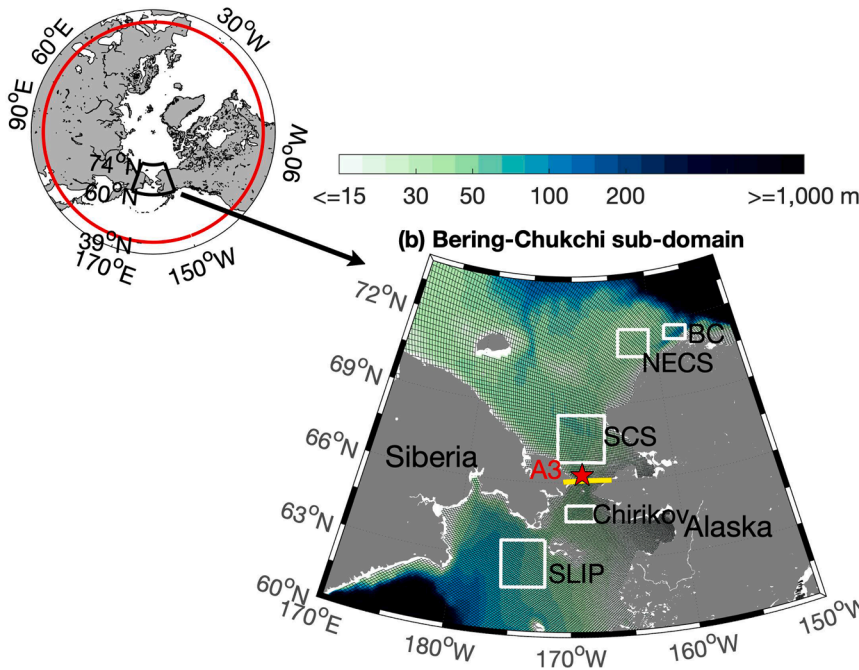 60°E
30°W
90°E
90°W
74°N
60°N
39°N
170°E
150°W
<=15 30 50 100 200 >=1,000 m
(b) Bering-Chukchi sub-domain
72°N
BC
NECS
69°N
SCS
66°N
Siberia
A3
63°N
Chirikov
Alaska
SLIP
60°N
170°E
180°W
170°W
160°W
150°W